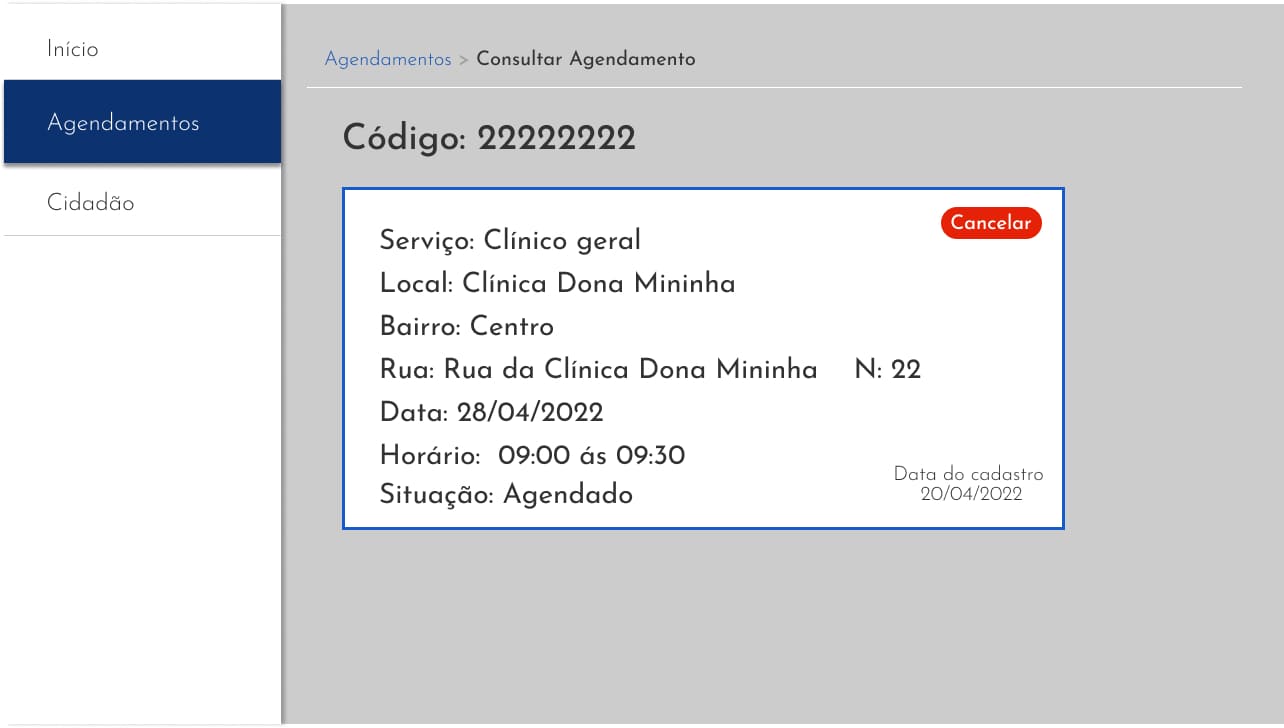 Início
Agendamentos
Cidadão
Agendamentos > Consultar Agendamento
Código: 22222222
Cancelar
Serviço: Clínico geral
Local: Clínica Dona Mininha
Bairro: Centro
Rua: Rua da Clínica Dona Mininha N: 22
Data: 28/04/2022
Horário: 09:00 ás 09:30
Situação: Agendado
Data do cadastro
20/04/2022